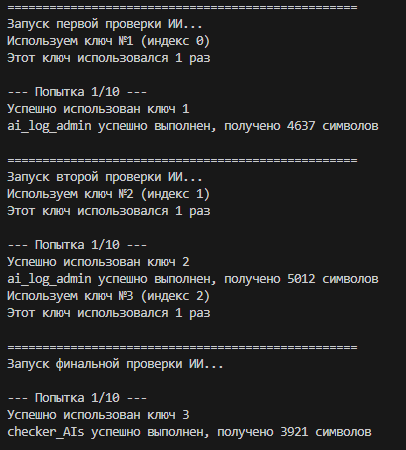 ==================================================
Запуск первой проверки ИИ...
Используем ключ №1 (индекс 0)
Этот ключ использовался 1 раз
--- Попытка 1/10 ---
Успешно использован ключ 1
ai_log_admin успешно выполнен, получено 4637 символов
==================================================
Запуск второй проверки ИИ...
Используем ключ №2 (индекс 1)
Этот ключ использовался 1 раз
--- Попытка 1/10 ---
Успешно использован ключ 2
ai_log_admin успешно выполнен, получено 5012 символов
Используем ключ №3 (индекс 2)
Этот ключ использовался 1 раз
==================================================
Запуск финальной проверки ИИ...
--- Попытка 1/10 ---
Успешно использован ключ 3
checker_AIs успешно выполнен, получено 3921 символов